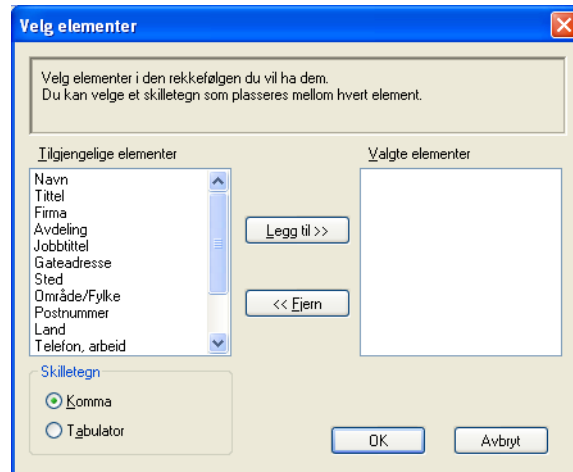 Velg elementer
Velg elementer i den rekkefølgen du vil ha dem.
Du kan velge et skilletegn som plasseres mellom hvert element.
Tilgjengelige elementer
Navn
Tittel
Firma
Avdeling
Jobbtittel
Gateadresse
Sted
Område/Fylke
Postnummer
Land
Telefon, arbeid
Legg til >>
<< Fjern
Valgte elementer
Skilletegn
Komma
Tabulator
OK
Avbryt